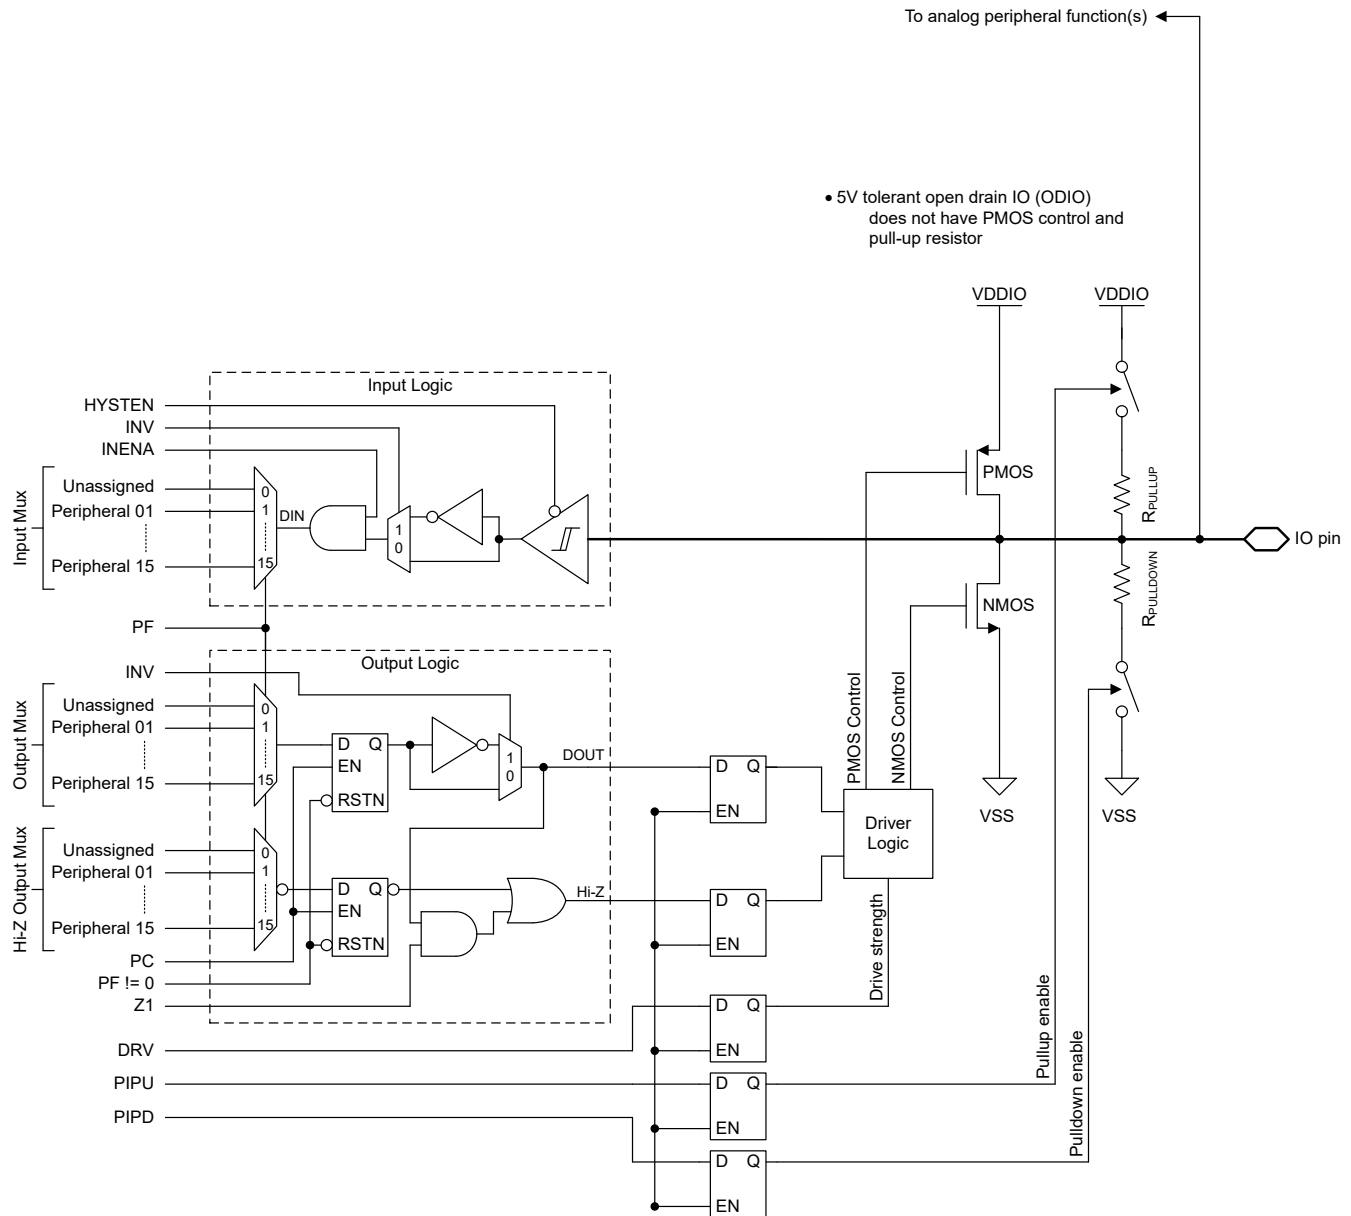 To analog peripheral function(s)
• 5V tolerant open drain IO (ODIO)
does not have PMOS control and
pull-up resistor
VDDIO
VDDIO
Input Logic
HYSTEN
INV
INENA
Input Mux
Unassigned
Peripheral 01
Peripheral 15
0
1
15
DIN
1
0
PMOS
RPULLUP
IO pin
NMOS
RPULLDOWN
PF
Output Logic
INV
Output Mux
Unassigned
Peripheral 01
Peripheral 15
0
1
15
D Q
EN
RSTN
1
0
DOUT
D Q
EN
PMOS Control
NMOS Control
Driver
Logic
VSS
VSS
Hi-Z Output Mux
Unassigned
Peripheral 01
Peripheral 15
0
1
15
D Q
EN
RSTN
Hi-Z
D Q
EN
Drive strength
PC
PF != 0
Z1
DRV
D Q
EN
Pullup enable
Pulldown enable
PIPU
D Q
EN
PIPD
D Q
EN